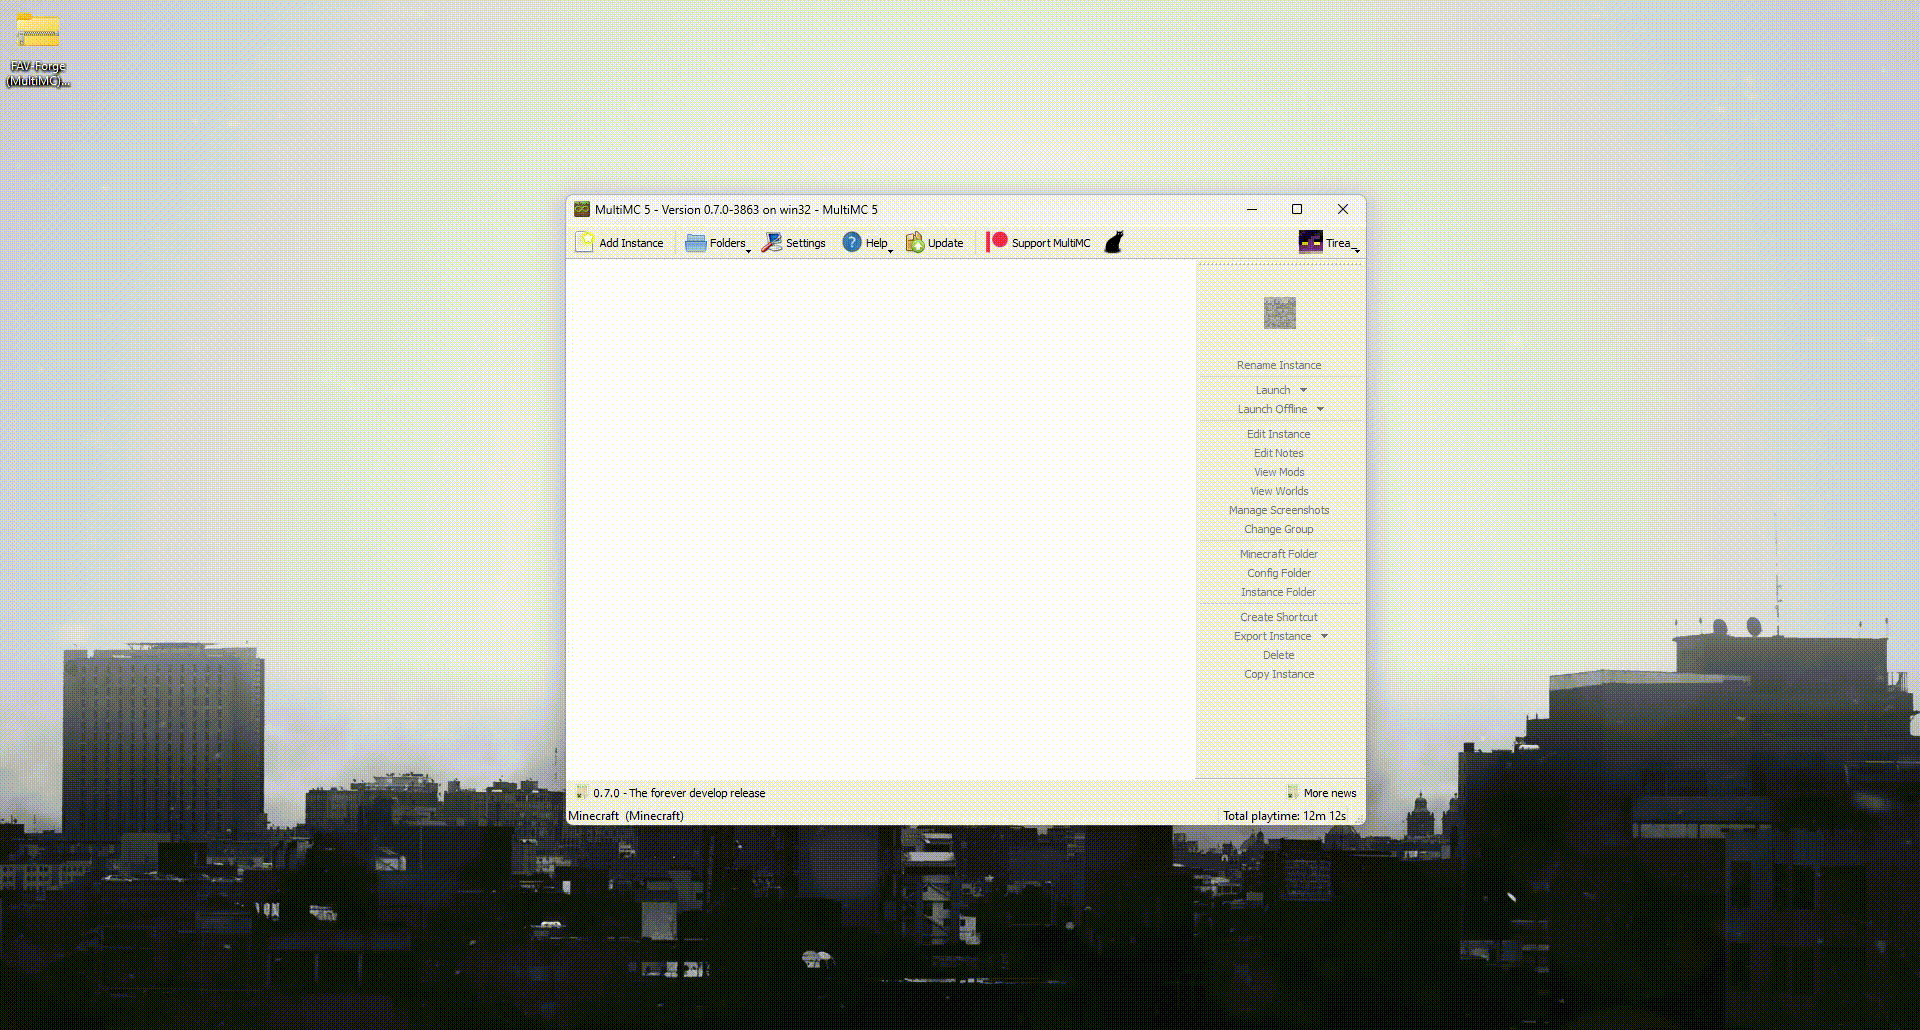 FAV-Forge
(MultiMC)...
MultiMC 5 - Version 0.7.0-3863 on win32 - MultiMC 5
Add Instance
Folders
Settings
Help
Update
Support MultiMC
Tirea_
Rename Instance
Launch
Launch Offline
Edit Instance
Edit Notes
View Mods
View Worlds
Manage Screenshots
Change Group
Minecraft Folder
Config Folder
Instance Folder
Create Shortcut
Export Instance
Delete
Copy Instance
0.7.0 - The forever develop release
More news
Minecraft (Minecraft)
Total playtime: 12m 12s